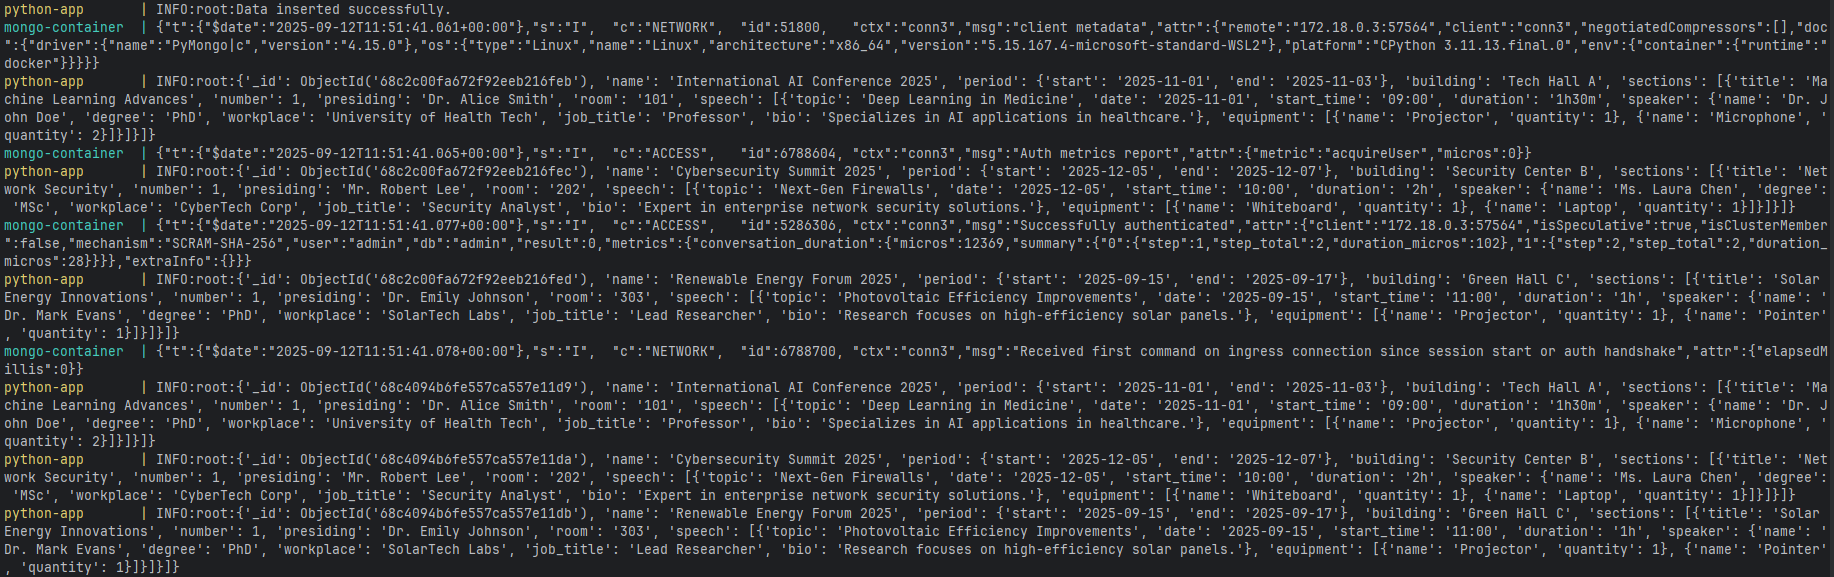 python-app       | INFO:root:Data inserted successfully.
mongo-container  | {"t":{"$date":"2025-09-12T11:51:41.061+00:00"},"s":"I",  "c":"NETWORK",  "id":51800,   "ctx":"conn3","msg":"client metadata","attr":{"remote":"172.18.0.3:57564","client":"conn3","negotiatedCompressors":[],"doc
":{"driver":{"name":"PyMongo|c","version":"4.15.0"},"os":{"type":"Linux","name":"Linux","architecture":"x86_64","version":"5.15.167.4-microsoft-standard-WSL2"},"platform":"CPython 3.11.13.final.0","env":{"container":{"runtime":"
docker"}}}}}
python-app       | INFO:root:{'_id': ObjectId('68c2c00fa672f92eeb216feb'), 'name': 'International AI Conference 2025', 'period': {'start': '2025-11-01', 'end': '2025-11-03'}, 'building': 'Tech Hall A', 'sections': [{'title': 'Ma
chine Learning Advances', 'number': 1, 'presiding': 'Dr. Alice Smith', 'room': '101', 'speech': [{'topic': 'Deep Learning in Medicine', 'date': '2025-11-01', 'start_time': '09:00', 'duration': '1h30m', 'speaker': {'name': 'Dr. J
ohn Doe', 'degree': 'PhD', 'workplace': 'University of Health Tech', 'job_title': 'Professor', 'bio': 'Specializes in AI applications in healthcare.'}, 'equipment': [{'name': 'Projector', 'quantity': 1}, {'name': 'Microphone', '
quantity': 2}]}]}]}
mongo-container  | {"t":{"$date":"2025-09-12T11:51:41.065+00:00"},"s":"I",  "c":"ACCESS",   "id":6788604, "ctx":"conn3","msg":"Auth metrics report","attr":{"metric":"acquireUser","micros":0}}
python-app       | INFO:root:{'_id': ObjectId('68c2c00fa672f92eeb216fec'), 'name': 'Cybersecurity Summit 2025', 'period': {'start': '2025-12-05', 'end': '2025-12-07'}, 'building': 'Security Center B', 'sections': [{'title': 'Net
work Security', 'number': 1, 'presiding': 'Mr. Robert Lee', 'room': '202', 'speech': [{'topic': 'Next-Gen Firewalls', 'date': '2025-12-05', 'start_time': '10:00', 'duration': '2h', 'speaker': {'name': 'Ms. Laura Chen', 'degree':
 'MSc', 'workplace': 'CyberTech Corp', 'job_title': 'Security Analyst', 'bio': 'Expert in enterprise network security solutions.'}, 'equipment': [{'name': 'Whiteboard', 'quantity': 1}, {'name': 'Laptop', 'quantity': 1}]}]}]}
mongo-container  | {"t":{"$date":"2025-09-12T11:51:41.077+00:00"},"s":"I",  "c":"ACCESS",   "id":5286306, "ctx":"conn3","msg":"Successfully authenticated","attr":{"client":"172.18.0.3:57564","isSpeculative":true,"isClusterMember
":false,"mechanism":"SCRAM-SHA-256","user":"admin","db":"admin","result":0,"metrics":{"conversation_duration":{"micros":12369,"summary":{"0":{"step":1,"step_total":2,"duration_micros":102},"1":{"step":2,"step_total":2,"duration_
micros":28}}}},"extraInfo":{}}}
python-app       | INFO:root:{'_id': ObjectId('68c2c00fa672f92eeb216fed'), 'name': 'Renewable Energy Forum 2025', 'period': {'start': '2025-09-15', 'end': '2025-09-17'}, 'building': 'Green Hall C', 'sections': [{'title': 'Solar 
Energy Innovations', 'number': 1, 'presiding': 'Dr. Emily Johnson', 'room': '303', 'speech': [{'topic': 'Photovoltaic Efficiency Improvements', 'date': '2025-09-15', 'start_time': '11:00', 'duration': '1h', 'speaker': {'name': '
Dr. Mark Evans', 'degree': 'PhD', 'workplace': 'SolarTech Labs', 'job_title': 'Lead Researcher', 'bio': 'Research focuses on high-efficiency solar panels.'}, 'equipment': [{'name': 'Projector', 'quantity': 1}, {'name': 'Pointer'
, 'quantity': 1}]}]}]}
mongo-container  | {"t":{"$date":"2025-09-12T11:51:41.078+00:00"},"s":"I",  "c":"NETWORK",  "id":6788700, "ctx":"conn3","msg":"Received first command on ingress connection since session start or auth handshake","attr":{"elapsedM
illis":0}}
python-app       | INFO:root:{'_id': ObjectId('68c4094b6fe557ca557e11d9'), 'name': 'International AI Conference 2025', 'period': {'start': '2025-11-01', 'end': '2025-11-03'}, 'building': 'Tech Hall A', 'sections': [{'title': 'Ma
chine Learning Advances', 'number': 1, 'presiding': 'Dr. Alice Smith', 'room': '101', 'speech': [{'topic': 'Deep Learning in Medicine', 'date': '2025-11-01', 'start_time': '09:00', 'duration': '1h30m', 'speaker': {'name': 'Dr. J
ohn Doe', 'degree': 'PhD', 'workplace': 'University of Health Tech', 'job_title': 'Professor', 'bio': 'Specializes in AI applications in healthcare.'}, 'equipment': [{'name': 'Projector', 'quantity': 1}, {'name': 'Microphone', '
quantity': 2}]}]}]}
python-app       | INFO:root:{'_id': ObjectId('68c4094b6fe557ca557e11da'), 'name': 'Cybersecurity Summit 2025', 'period': {'start': '2025-12-05', 'end': '2025-12-07'}, 'building': 'Security Center B', 'sections': [{'title': 'Net
work Security', 'number': 1, 'presiding': 'Mr. Robert Lee', 'room': '202', 'speech': [{'topic': 'Next-Gen Firewalls', 'date': '2025-12-05', 'start_time': '10:00', 'duration': '2h', 'speaker': {'name': 'Ms. Laura Chen', 'degree':
 'MSc', 'workplace': 'CyberTech Corp', 'job_title': 'Security Analyst', 'bio': 'Expert in enterprise network security solutions.'}, 'equipment': [{'name': 'Whiteboard', 'quantity': 1}, {'name': 'Laptop', 'quantity': 1}]}]}]}
python-app       | INFO:root:{'_id': ObjectId('68c4094b6fe557ca557e11db'), 'name': 'Renewable Energy Forum 2025', 'period': {'start': '2025-09-15', 'end': '2025-09-17'}, 'building': 'Green Hall C', 'sections': [{'title': 'Solar 
Energy Innovations', 'number': 1, 'presiding': 'Dr. Emily Johnson', 'room': '303', 'speech': [{'topic': 'Photovoltaic Efficiency Improvements', 'date': '2025-09-15', 'start_time': '11:00', 'duration': '1h', 'speaker': {'name': '
Dr. Mark Evans', 'degree': 'PhD', 'workplace': 'SolarTech Labs', 'job_title': 'Lead Researcher', 'bio': 'Research focuses on high-efficiency solar panels.'}, 'equipment': [{'name': 'Projector', 'quantity': 1}, {'name': 'Pointer'
, 'quantity': 1}]}]}]}